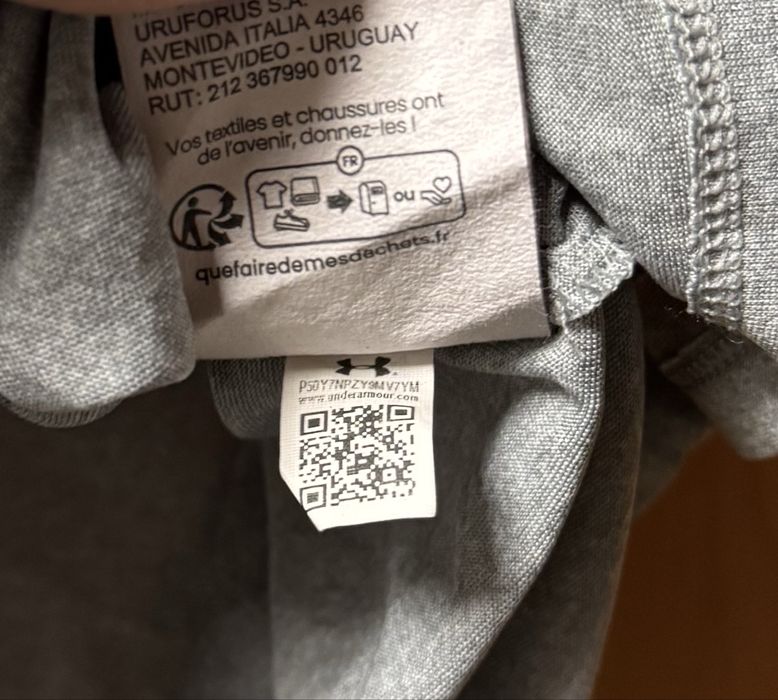 URUFORUS S.A.
AVENIDA ITALIA 4346
MONTEVIDEO - URUGUAY
RUT: 212 367990 012
Vos textiles et chaussures ont
de l'avenir, donnez-les !
FR
ou
quefairedemesdechets.fr
P50Y7NPZY9MV7YM
www.underarmour.com